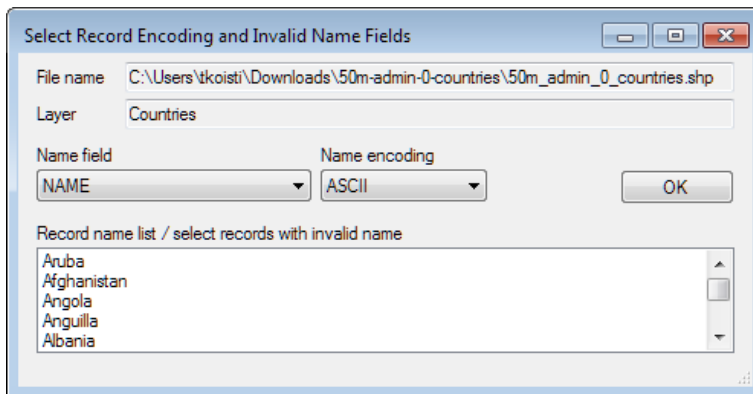 Select Record Encoding and Invalid Name Fields
File name C:\Users\tkoisti\Downloads\50m-admin-0-countries\50m_admin_0_countries.shp
Layer Countries
Name field Name encoding
NAME ASCII OK
Record name list / select records with invalid name
Aruba
Afghanistan
Angola
Anguilla
Albania